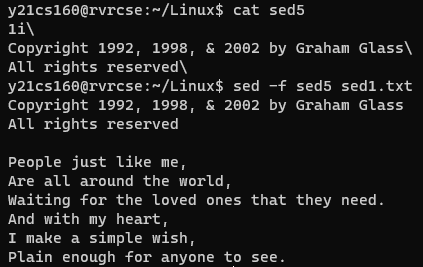 y21cs160@rvrcse:~/Linux$ cat sed5
1i\
Copyright 1992, 1998, & 2002 by Graham Glass\
All rights reserved\
y21cs160@rvrcse:~/Linux$ sed -f sed5 sed1.txt
Copyright 1992, 1998, & 2002 by Graham Glass
All rights reserved

People just like me,
Are all around the world,
Waiting for the loved ones that they need.
And with my heart,
I make a simple wish,
Plain enough for anyone to see.